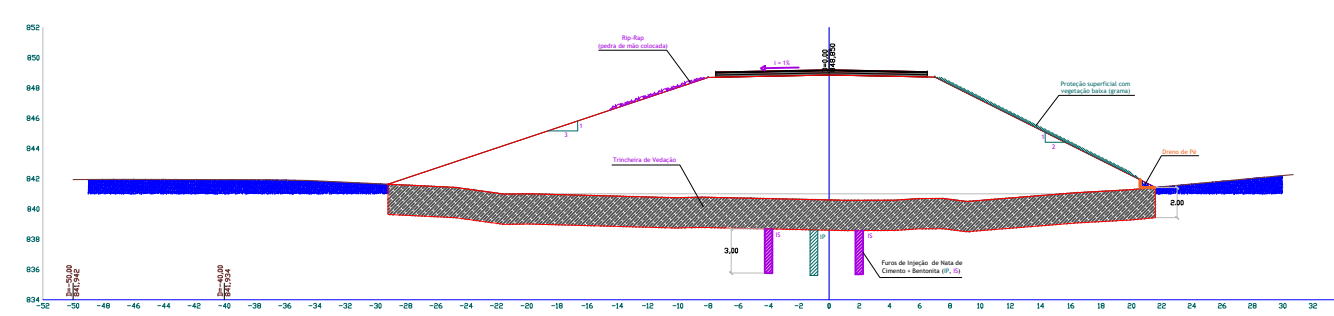 852
850
848
846
844
842
840
838
836
834
Rip-Rap
(pedra de mão colocada)
i = 1%
D=0,00
848,850
Proteção superficial com
vegetação baixa (grama)
1
3
1
2
Dreno de Pé
Trincheira de Vedação
2.00
3,00
IS
IP
IS
Furos de Injeção de Nata de
Cimento + Bentonita (IP, IS)
D=-50,00
841,942
D=-40,00
841,934
-52 -50 -48 -46 -44 -42 -40 -38 -36 -34 -32 -30 -28 -26 -24 -22 -20 -18 -16 -14 -12 -10 -8 -6 -4 -2 0 2 4 6 8 10 12 14 16 18 20 22 24 26 28 30 32